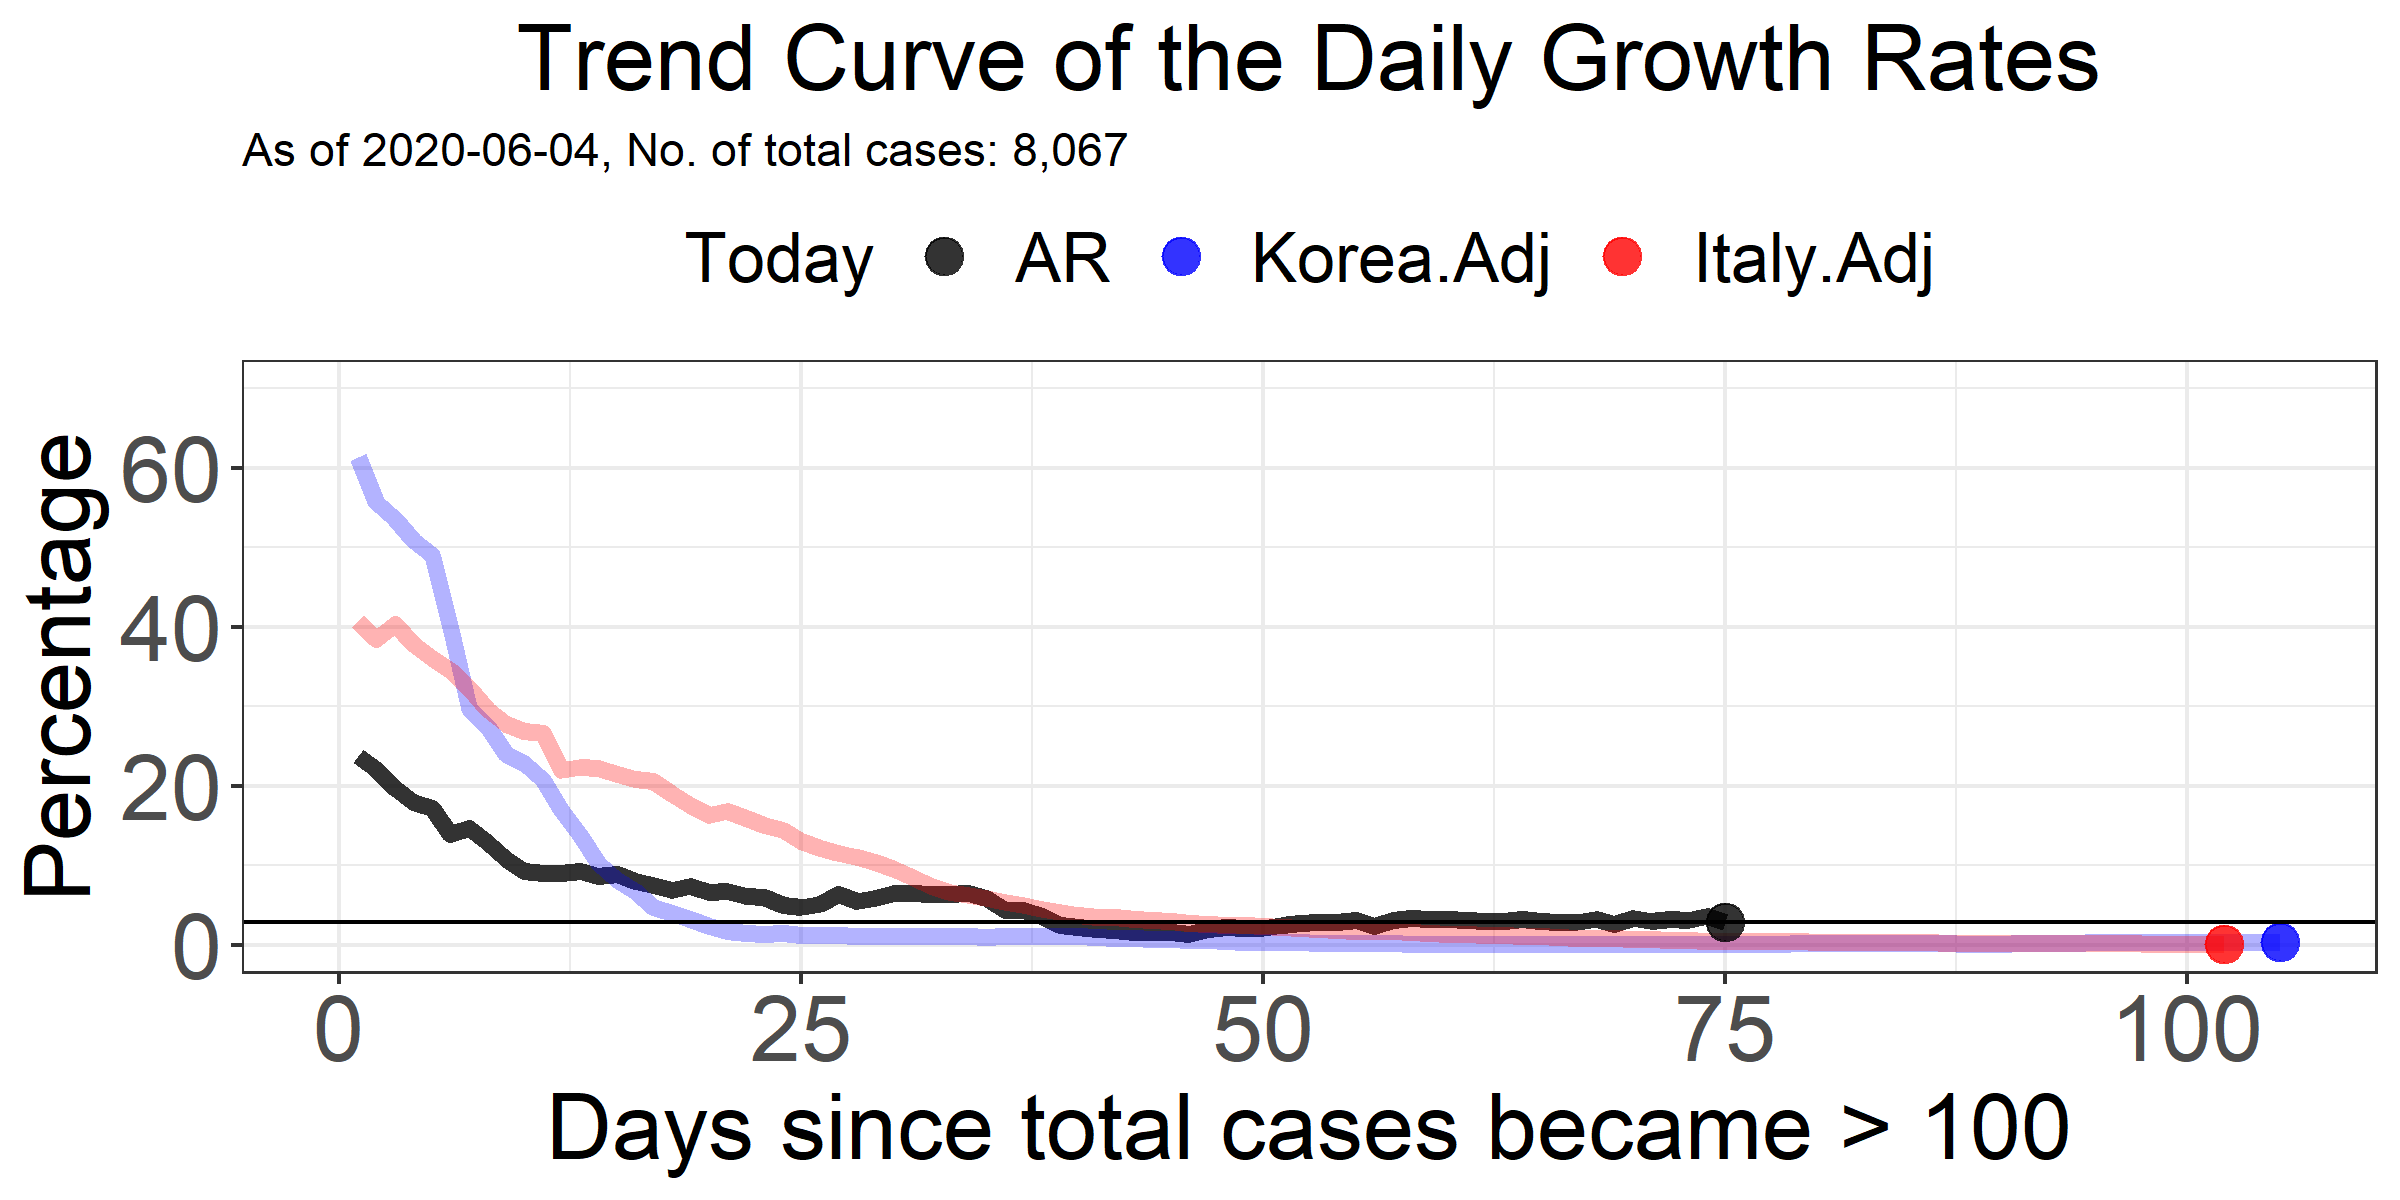 Trend Curve of the Daily Growth Rates
As of 2020-06-04, No. of total cases: 8,067
Today AR Korea.Adj Italy.Adj
Percentage
60
40
20
0
0 25 50 75 100
Days since total cases became > 100